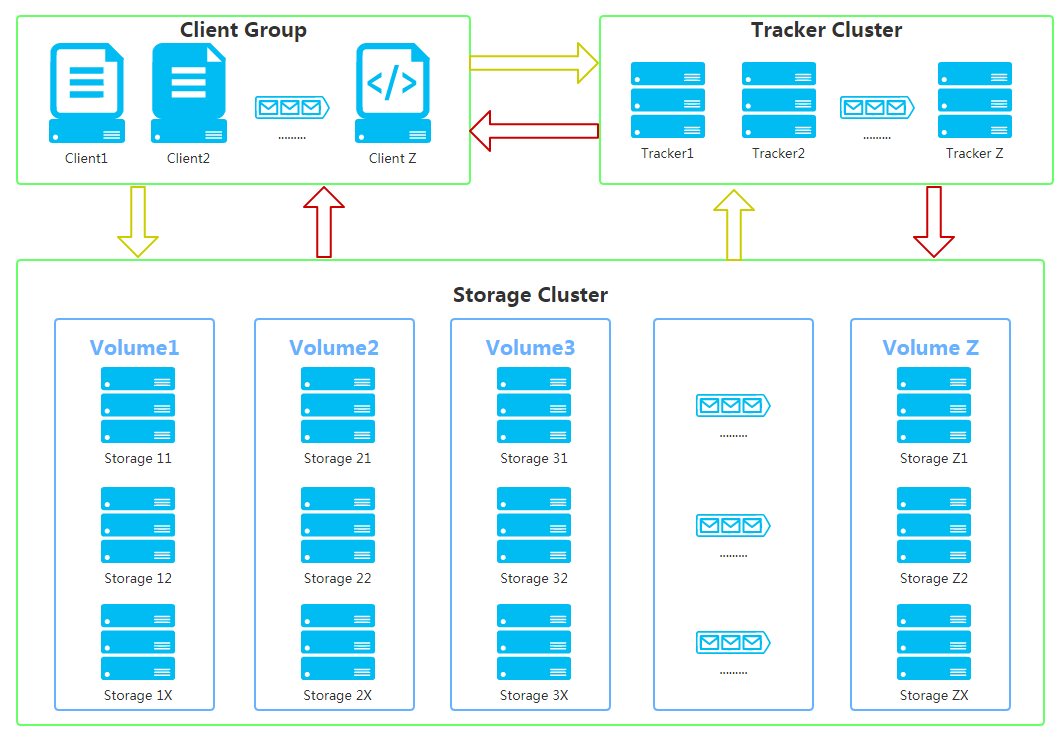 Client Group
Client1
Client2
.........
Client Z
Tracker Cluster
Tracker1
Tracker2
.........
Tracker Z
Storage Cluster
Volume1
Storage 11
Storage 12
Storage 1X
Volume2
Storage 21
Storage 22
Storage 2X
Volume3
Storage 31
Storage 32
Storage 3X
.........
.........
.........
Volume Z
Storage Z1
Storage Z2
Storage ZX